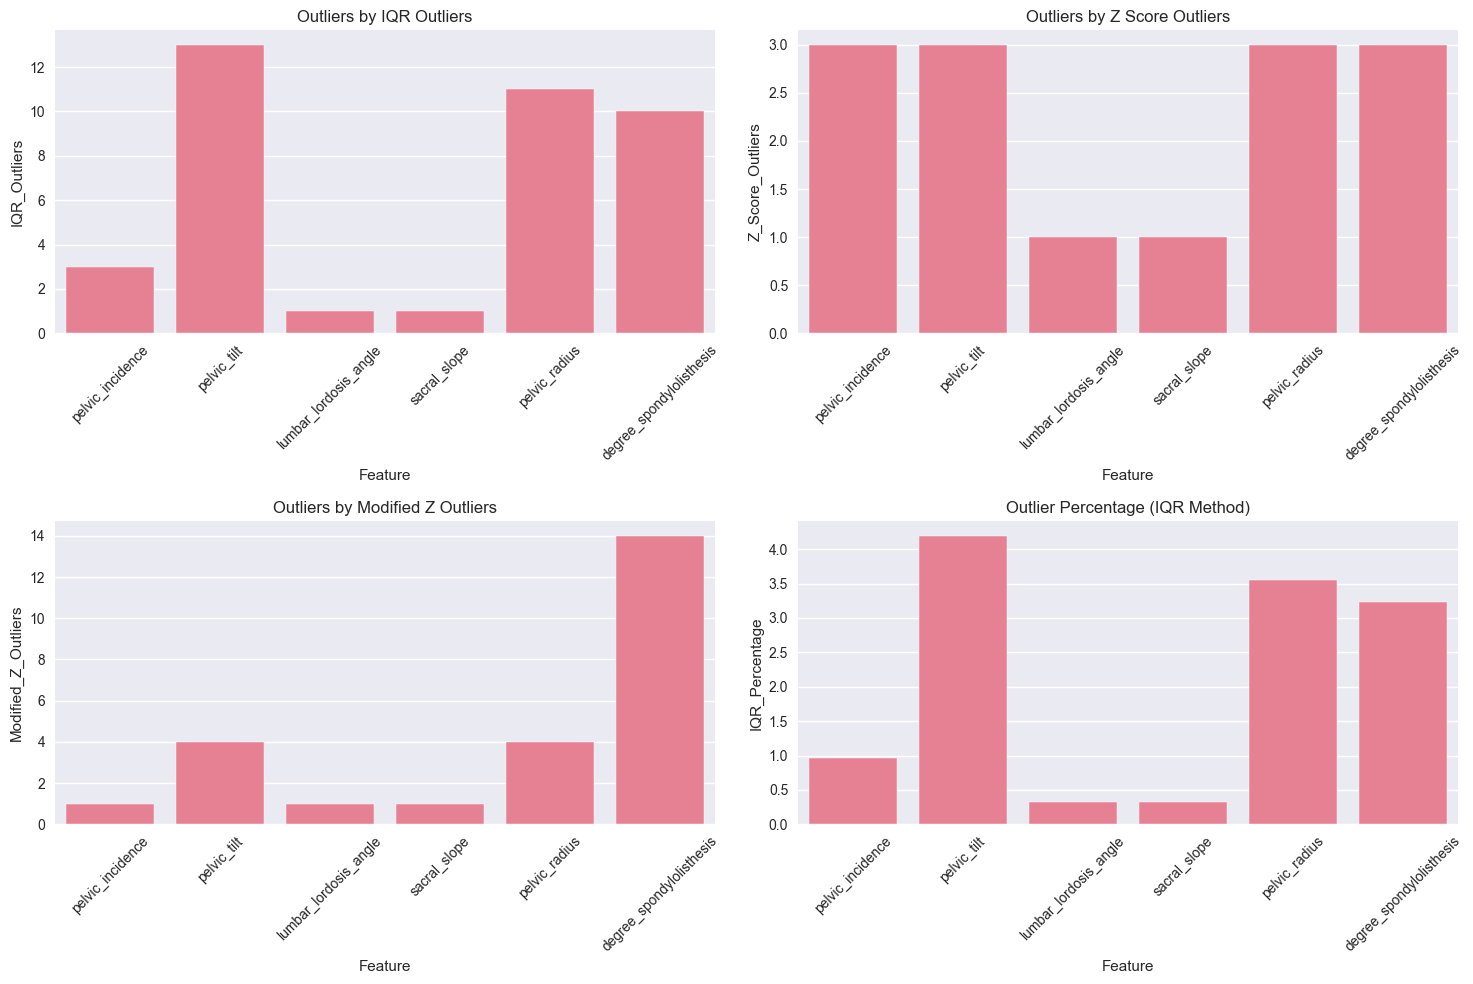 Outliers by IQR Outliers
IQR_Outliers
12
10
8
6
4
2
0
pelvic_incidence
pelvic_tilt
lumbar_lordosis_angle
sacral_slope
pelvic_radius
degree_spondylolisthesis
Feature
Outliers by Z Score Outliers
Z_Score_Outliers
3.0
2.5
2.0
1.5
1.0
0.5
0.0
pelvic_incidence
pelvic_tilt
lumbar_lordosis_angle
sacral_slope
pelvic_radius
degree_spondylolisthesis
Feature
Outliers by Modified Z Outliers
Modified_Z_Outliers
14
12
10
8
6
4
2
0
pelvic_incidence
pelvic_tilt
lumbar_lordosis_angle
sacral_slope
pelvic_radius
degree_spondylolisthesis
Feature
Outlier Percentage (IQR Method)
IQR_Percentage
4.0
3.5
3.0
2.5
2.0
1.5
1.0
0.5
0.0
pelvic_incidence
pelvic_tilt
lumbar_lordosis_angle
sacral_slope
pelvic_radius
degree_spondylolisthesis
Feature